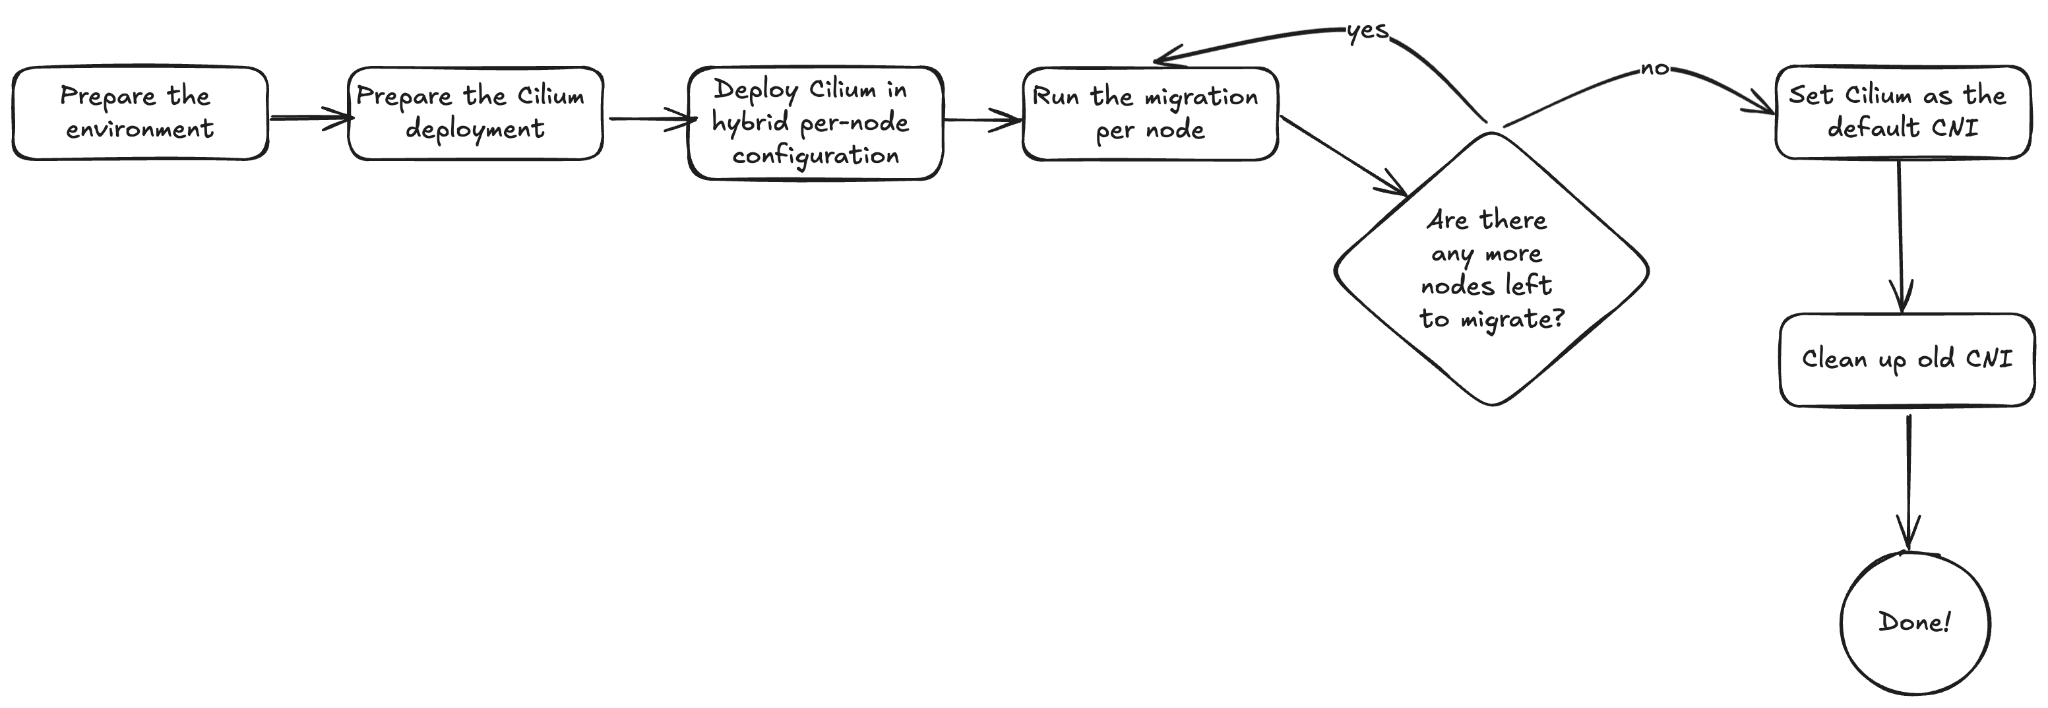 Prepare the
environment
Prepare the Cilium
deployment
Deploy Cilium in
hybrid per-node
configuration
Run the migration
per node
yes
Are there
any more
nodes left
to migrate?
no
Set Cilium as the
default CNI
Clean up old CNI
Done!